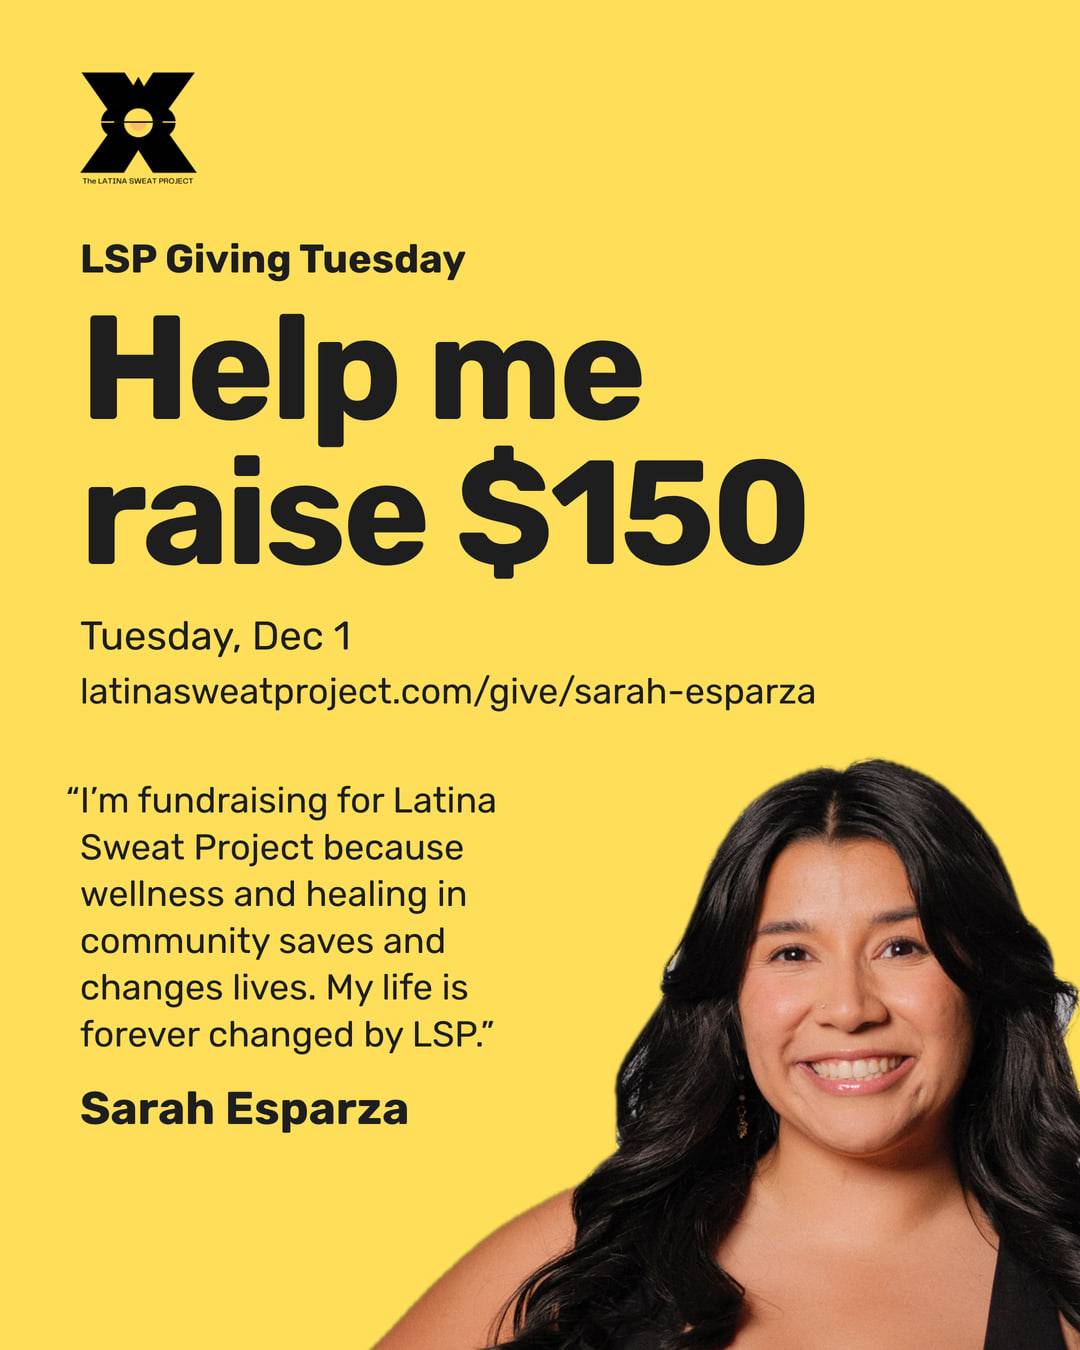 The LATINA SWEAT PROJECT
LSP Giving Tuesday
Help me
raise $150
Tuesday, Dec 1
latinasweatproject.com/give/sarah-esparza
“I’m fundraising for Latina
Sweat Project because
wellness and healing in
community saves and
changes lives. My life is
forever changed by LSP.”
Sarah Esparza